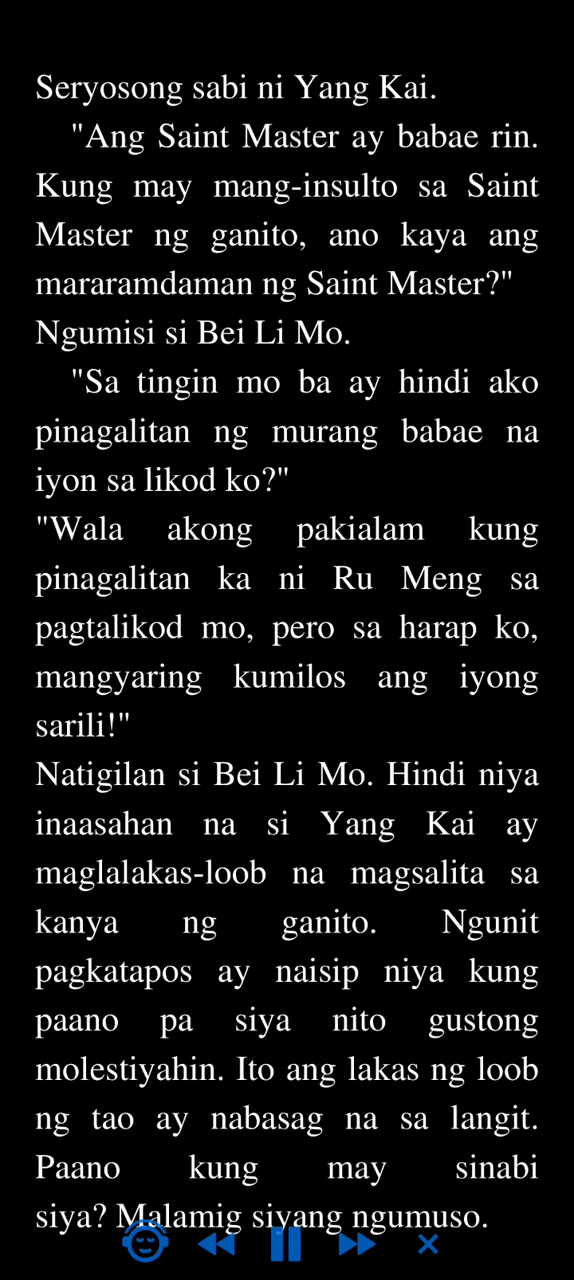 Seryosong sabi ni Yang Kai.
"Ang Saint Master ay babae rin.
Kung may mang-insulto sa Saint
Master ng ganito, ano kaya ang
mararamdaman ng Saint Master?"
Ngumisi si Bei Li Mo.
"Sa tingin mo ba ay hindi ako
pinagalitan ng murang babae na
iyon sa likod ko?"
"Wala akong pakialam kung
pinagalitan ka ni Ru Meng sa
pagtalikod mo, pero sa harap ko,
mangyaring kumilos ang iyong
sarili!"
Natigilan si Bei Li Mo. Hindi niya
inaasahan na si Yang Kai ay
maglalakas-loob na magsalita sa
kanya ng ganito. Ngunit
pagkatapos ay naisip niya kung
paano pa siya nito gustong
molestiyahin. Ito ang lakas ng loob
ng tao ay nabasag na sa langit.
Paano kung may sinabi
siya? Malamig siyang ngumuso.